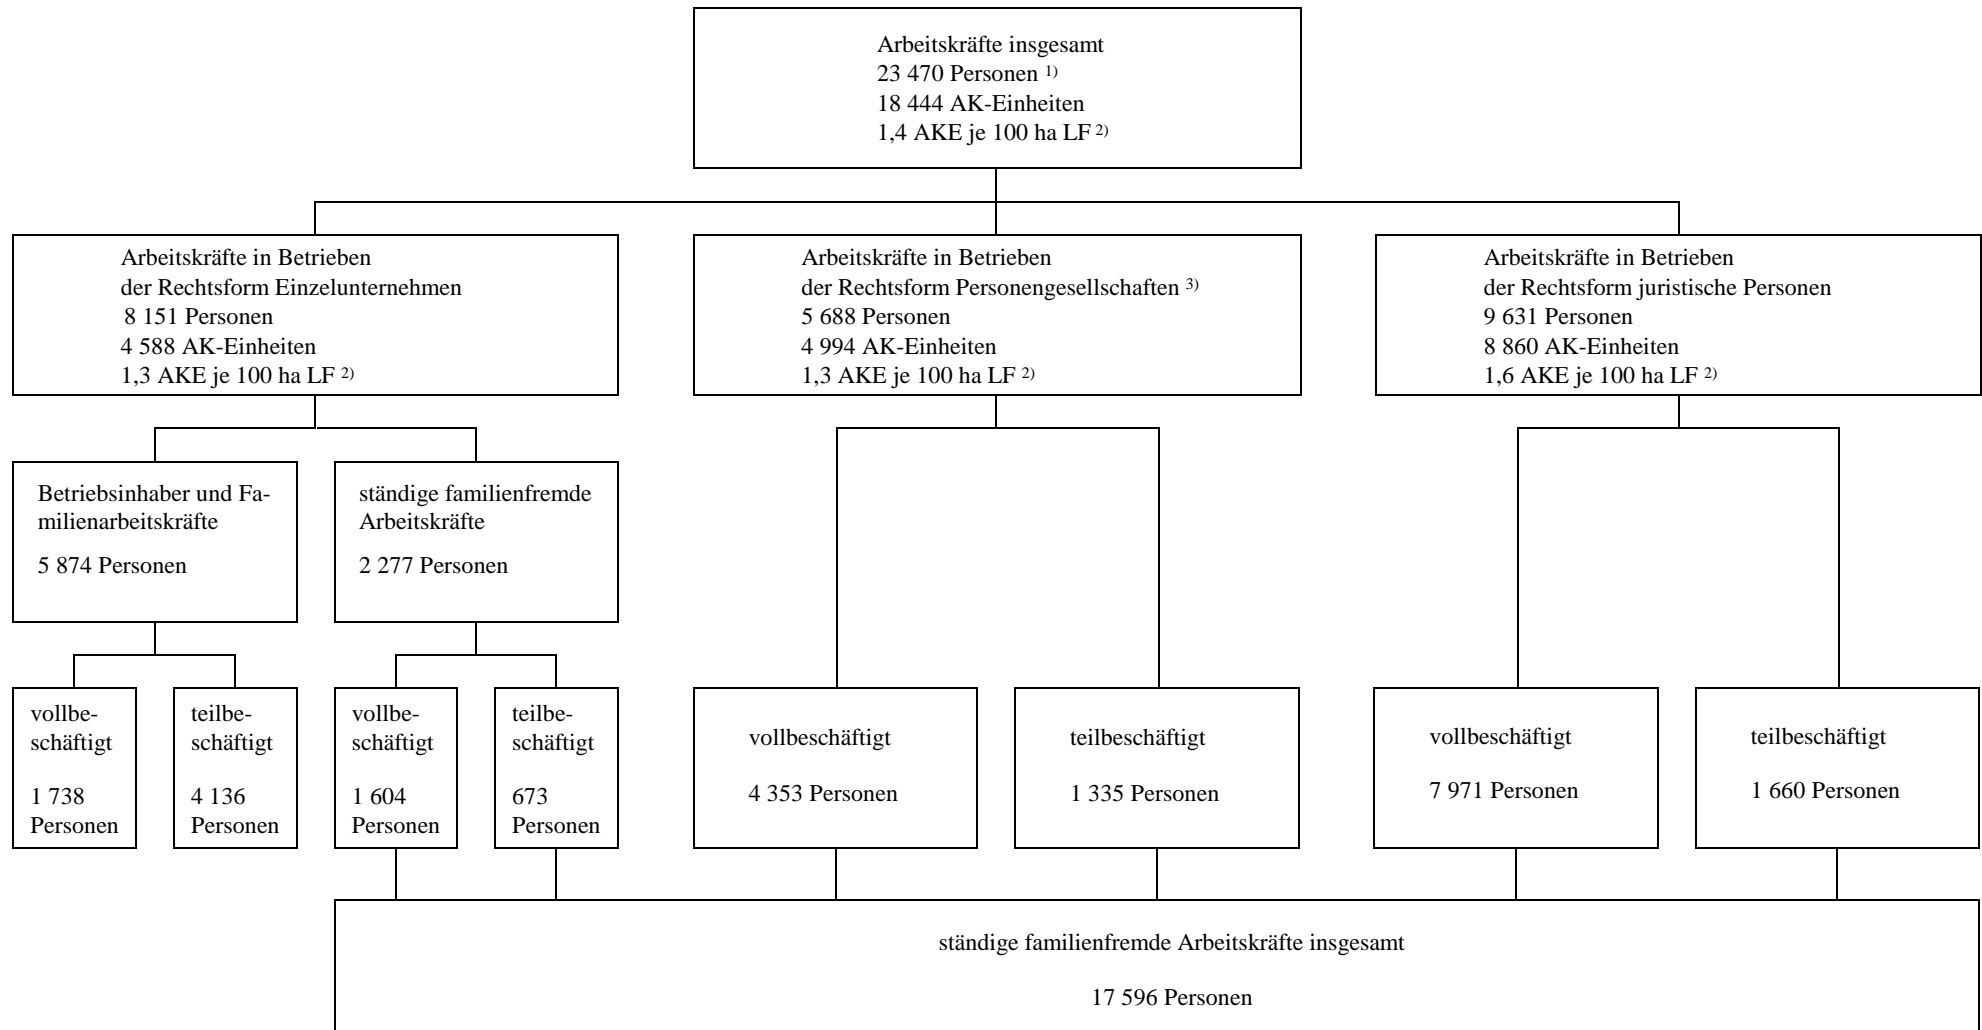 Arbeitskräfte insgesamt
23 470 Personen 1)
18 444 AK-Einheiten
1,4 AKE je 100 ha LF 2)
Arbeitskräfte in Betrieben
der Rechtsform Einzelunternehmen
8 151 Personen
4 588 AK-Einheiten
1,3 AKE je 100 ha LF 2)
Arbeitskräfte in Betrieben
der Rechtsform Personengesellschaften 3)
5 688 Personen
4 994 AK-Einheiten
1,3 AKE je 100 ha LF 2)
Arbeitskräfte in Betrieben
der Rechtsform juristische Personen
9 631 Personen
8 860 AK-Einheiten
1,6 AKE je 100 ha LF 2)
Betriebsinhaber und Fa-
milienarbeitskräfte
5 874 Personen
ständige familienfremde
Arbeitskräfte
2 277 Personen
vollbe-
schäftigt
1 738
Personen
teilbe-
schäftigt
4 136
Personen
vollbe-
schäftigt
1 604
Personen
teilbe-
schäftigt
673
Personen
vollbeschäftigt
4 353 Personen
teilbeschäftigt
1 335 Personen
vollbeschäftigt
7 971 Personen
teilbeschäftigt
1 660 Personen
ständige familienfremde Arbeitskräfte insgesamt
17 596 Personen